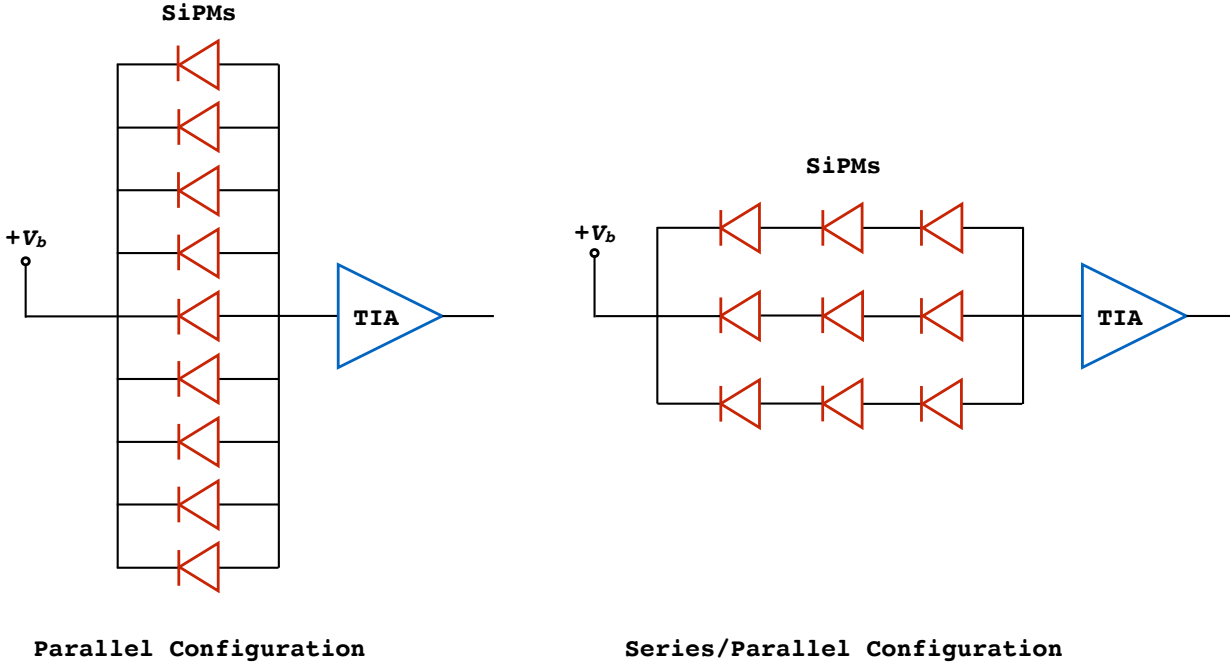 SiPMs
+Vb
TIA
Parallel Configuration
SiPMs
+Vb
TIA
Series/Parallel Configuration